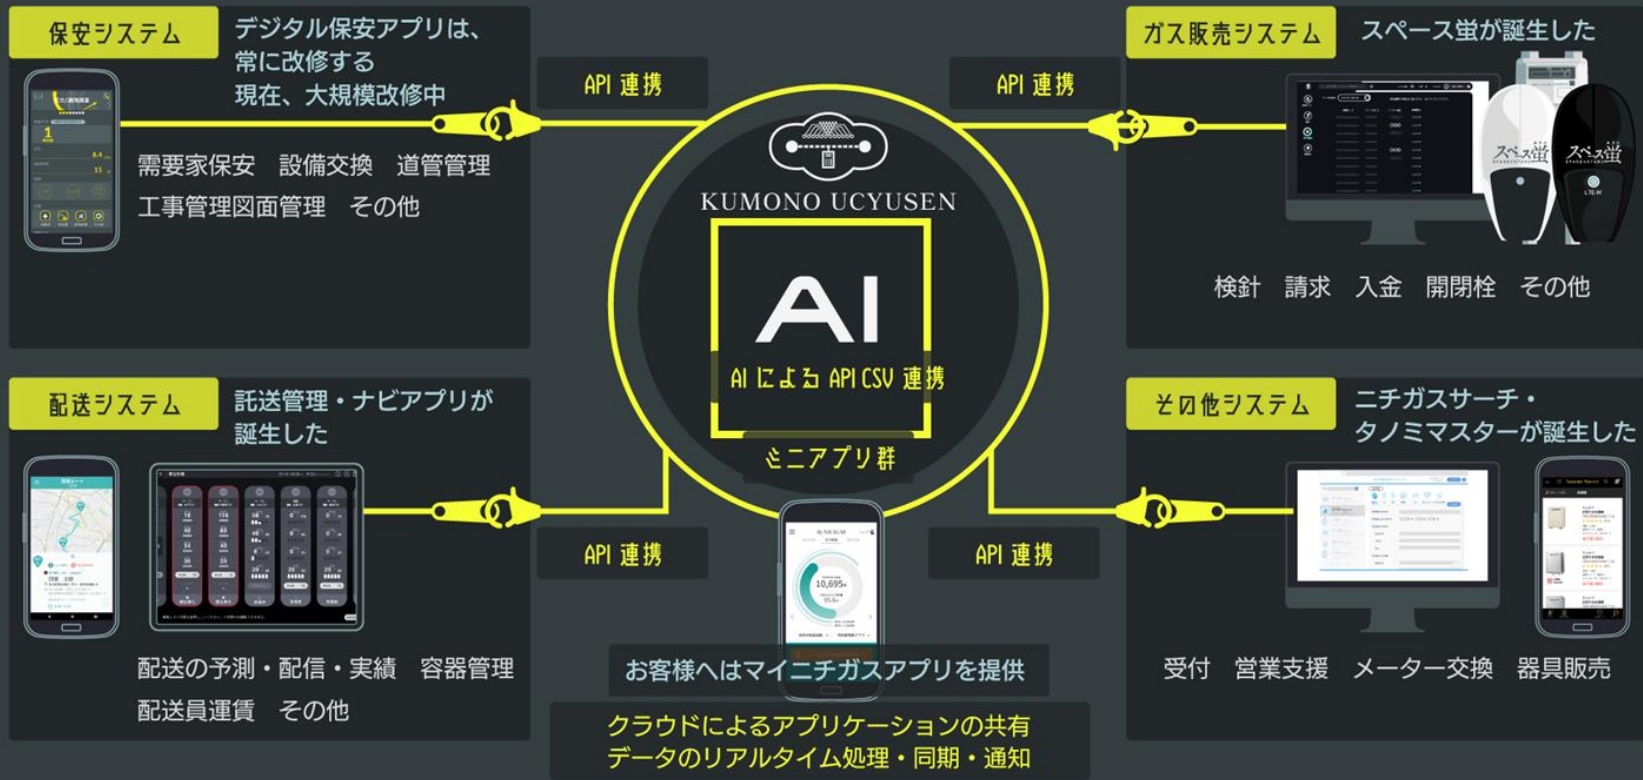 保安システム
デジタル保安アプリは、
常に改修する
現在、大規模改修中
需要家保安 設備交換 道管管理
工事管理図面管理 その他
API 連携
API 連携
ガス販売システム
スペース蛍が誕生した
スペース蛍
スペース蛍
LTE-M
検針 請求 入金 開閉栓 その他
KUMONO UCYUSEN
AI
AI による API CSV 連携
ミニアプリ群
配送システム
託送管理・ナビアプリが
誕生した
配送の予測・配信・実績 容器管理
配送員運賃 その他
API 連携
API 連携
10,695
お客様へはマイニチガスアプリを提供
クラウドによるアプリケーションの共有
データのリアルタイム処理・同期・通知
その他システム
ニチガスサーチ・
タノミマスターが誕生した
受付 営業支援 メーター交換 器具販売